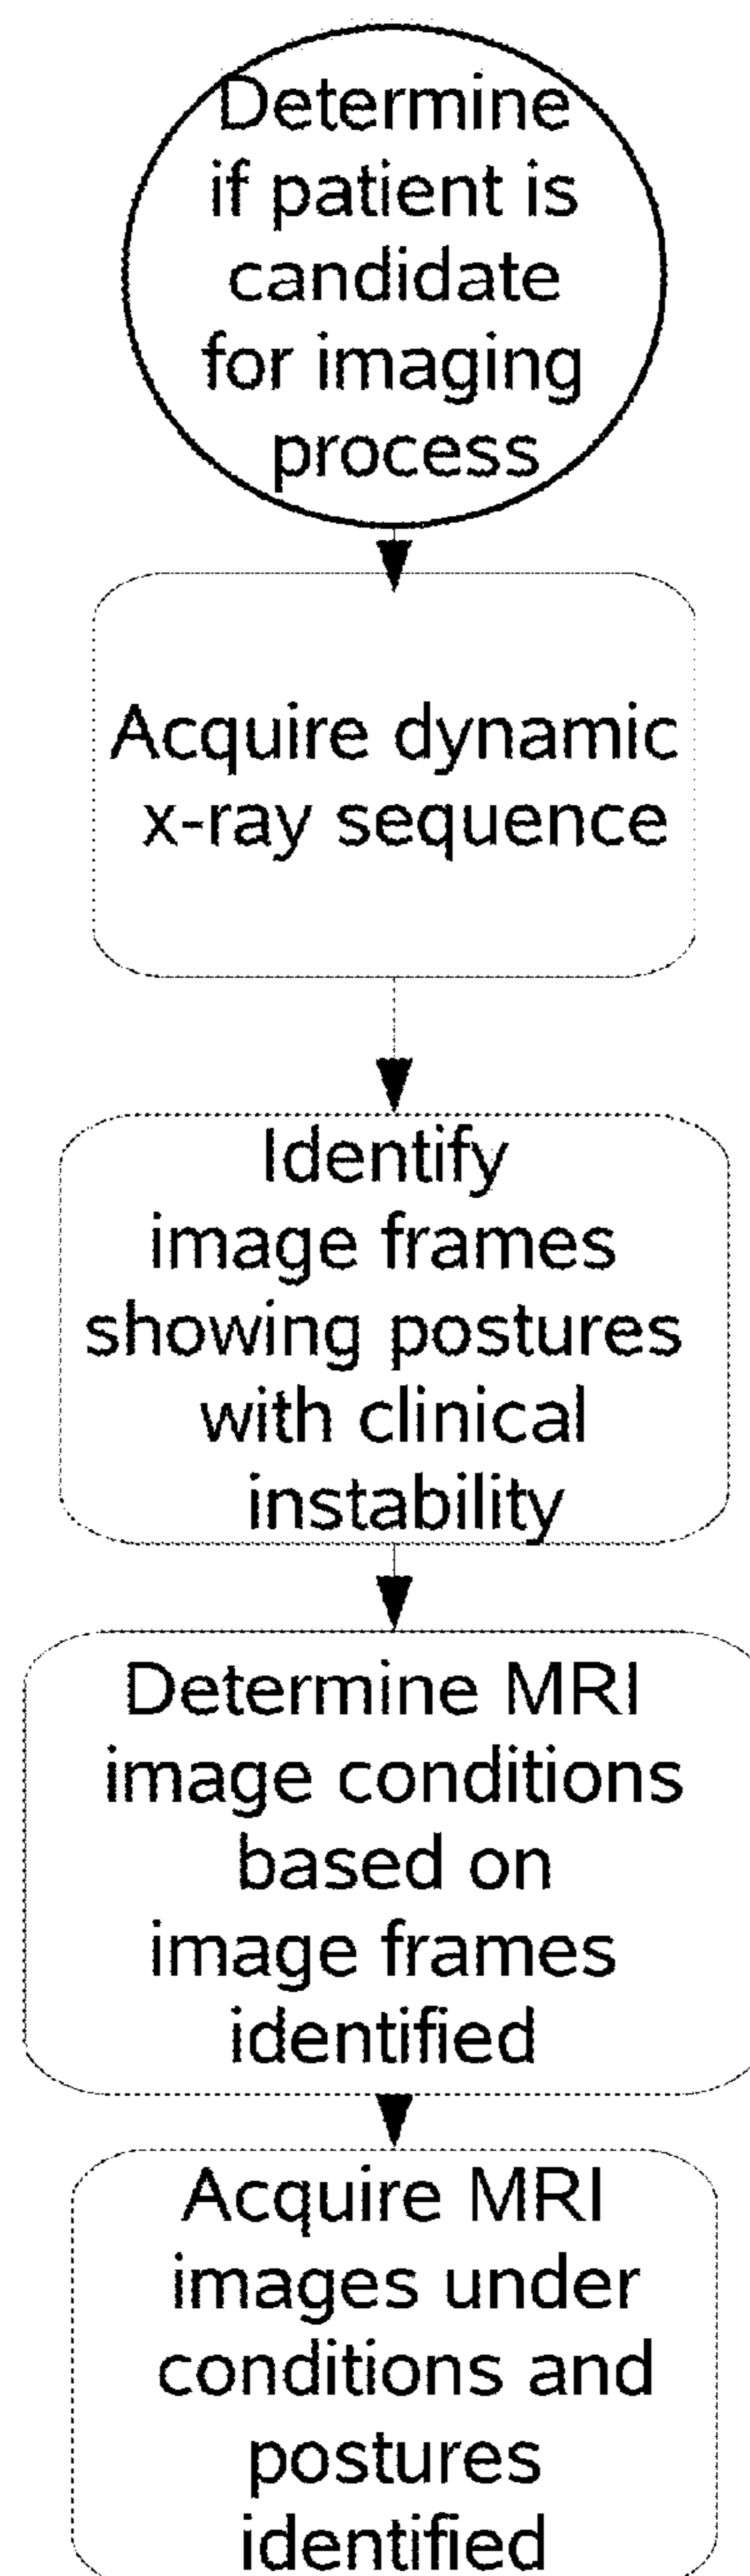 Determine
if patient is
candidate
for imaging
process
Acquire dynamic
x-ray sequence
Identify
image frames
showing postures
with clinical
instability
Determine MRI
image conditions
based on
image frames
identified
Acquire MRI
images under
conditions and
postures
identified